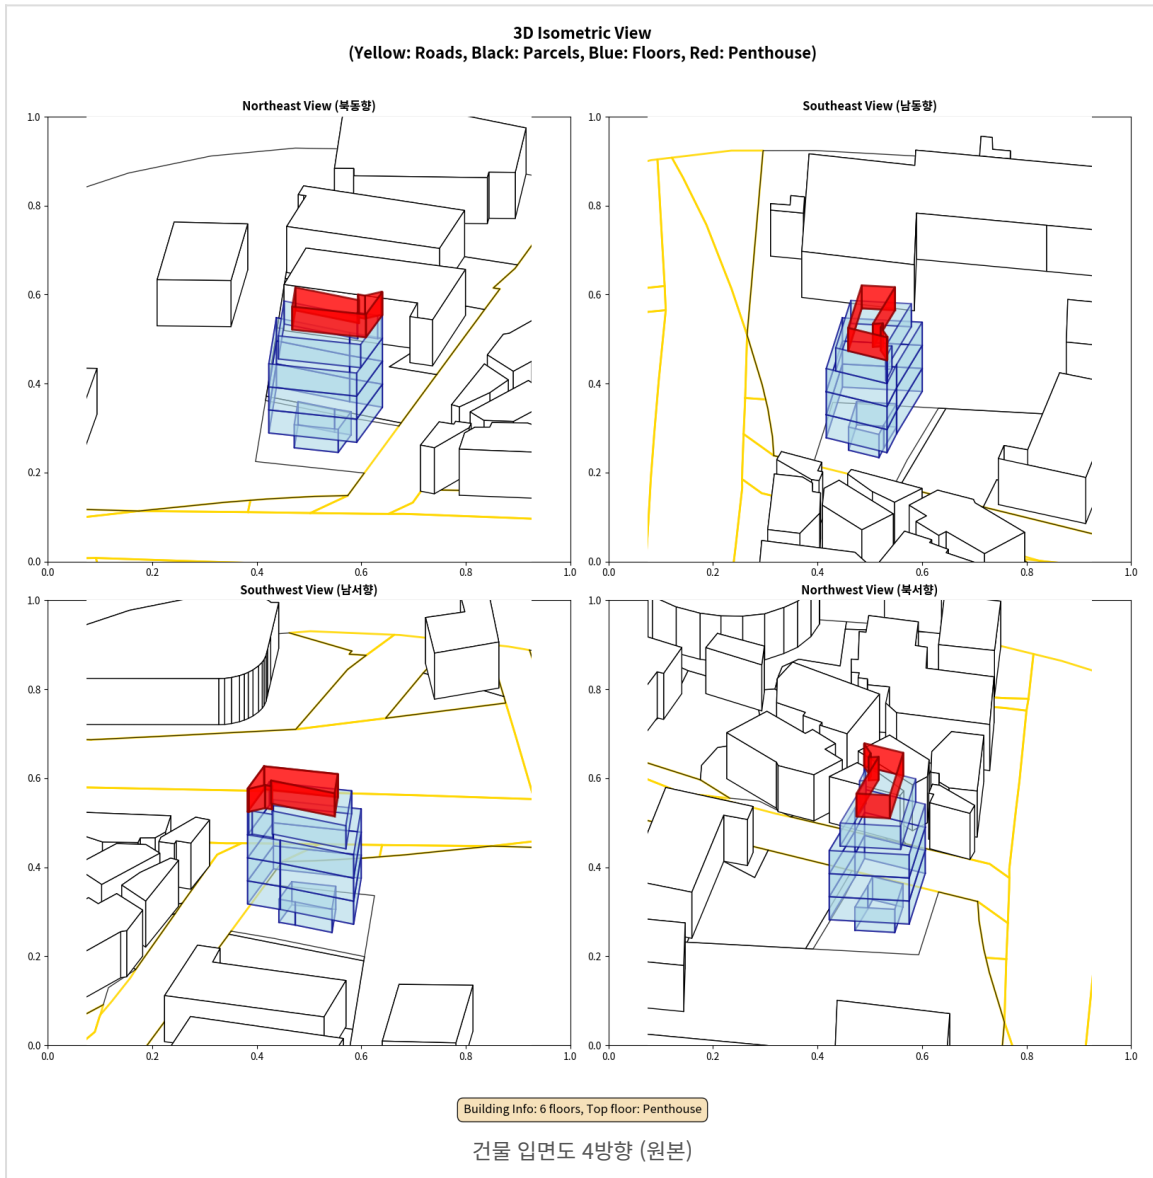 3D Isometric View
(Yellow: Roads, Black: Parcels, Blue: Floors, Red: Penthouse)
Northeast View (북동향)
1.0
0.8
0.6
0.4
0.2
0.0
0.0 0.2 0.4 0.6 0.8 1.0
Southeast View (남동향)
1.0
0.8
0.6
0.4
0.2
0.0
0.0 0.2 0.4 0.6 0.8 1.0
Southwest View (남서향)
1.0
0.8
0.6
0.4
0.2
0.0
0.0 0.2 0.4 0.6 0.8 1.0
Northwest View (북서향)
1.0
0.8
0.6
0.4
0.2
0.0
0.0 0.2 0.4 0.6 0.8 1.0
Building Info: 6 floors, Top floor: Penthouse
건물 입면도 4방향 (원본)